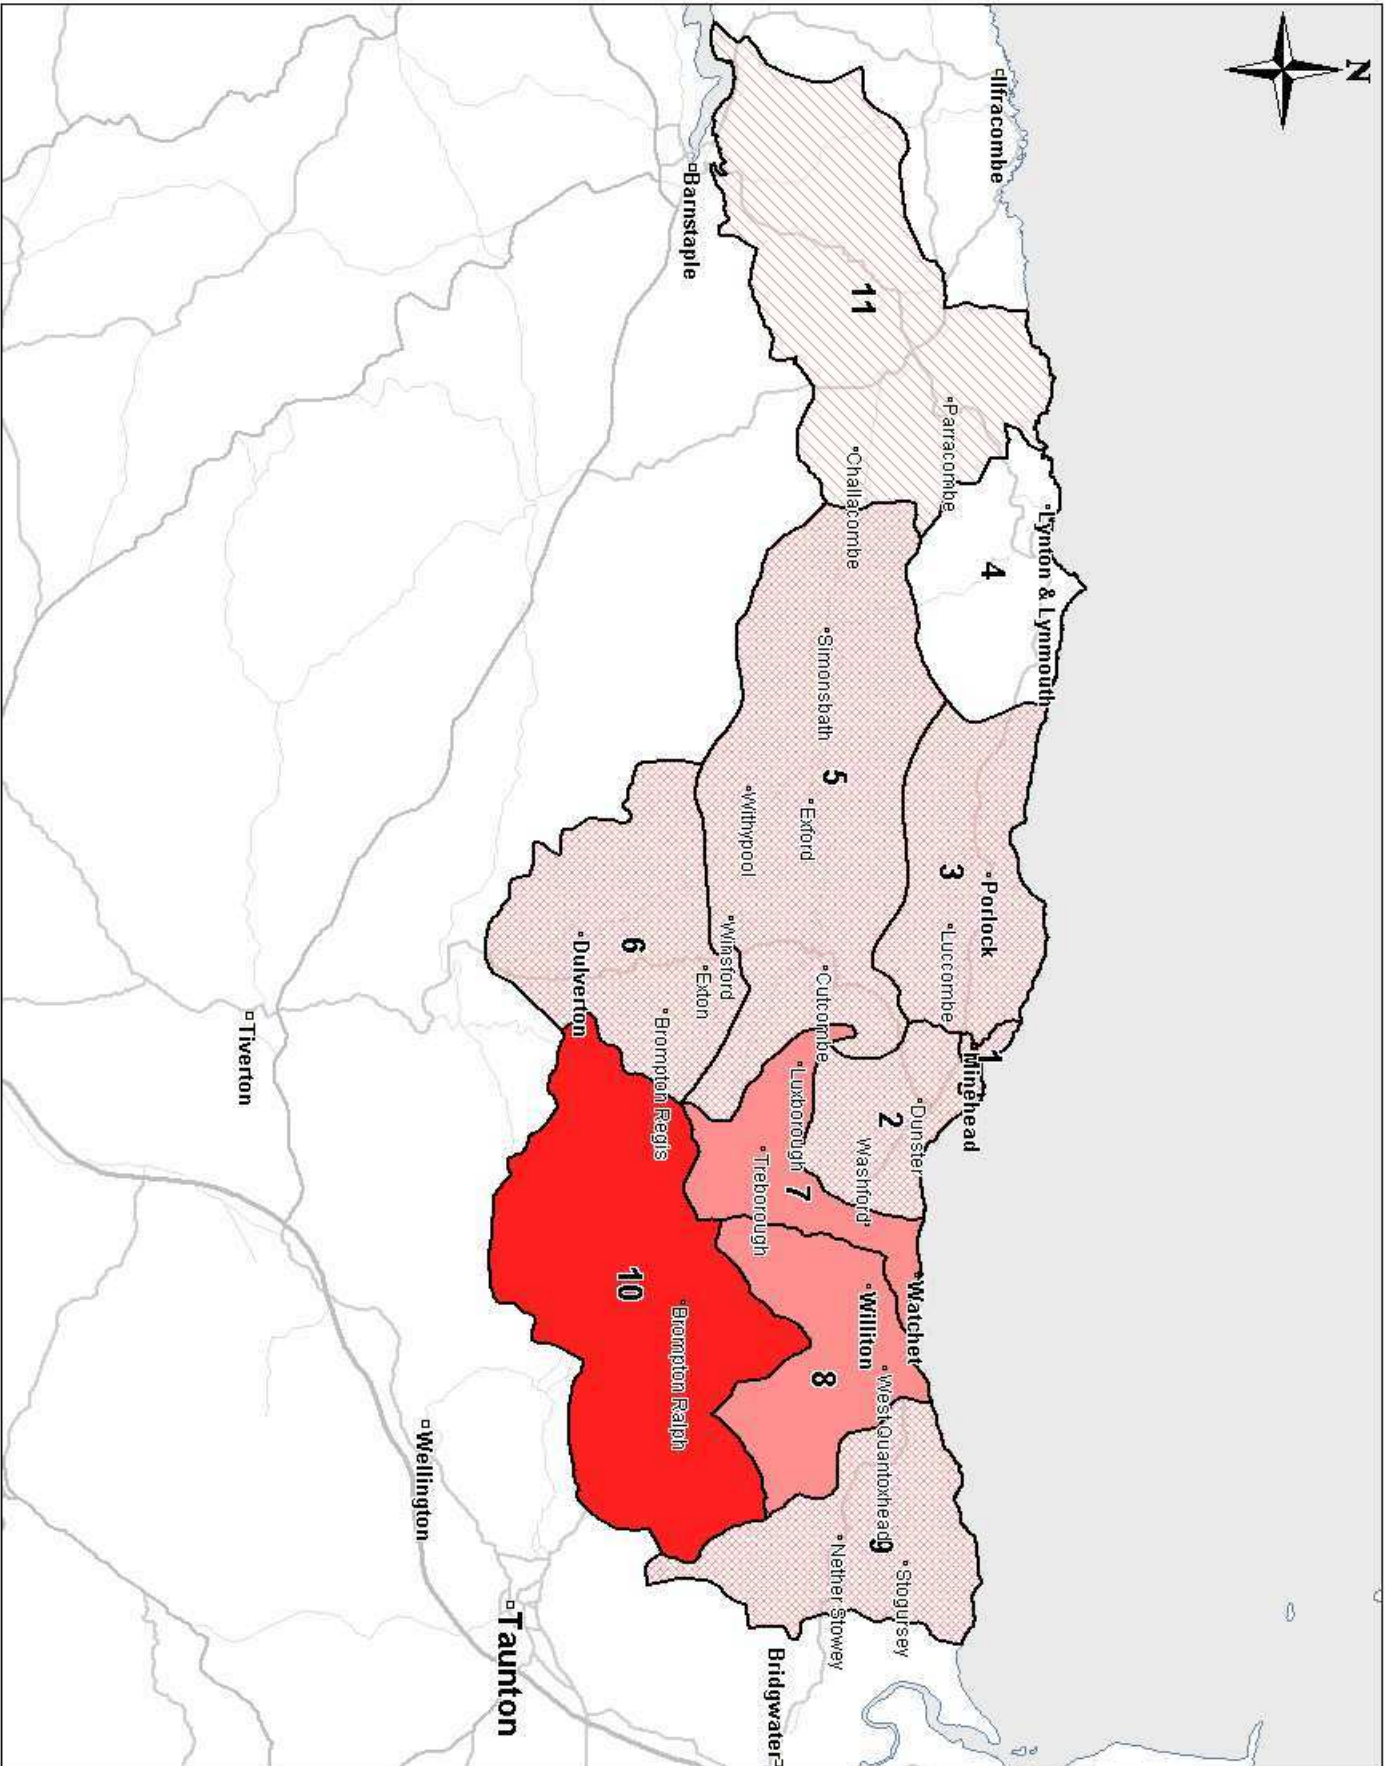 N
Ilfracombe
Barnstaple
11
Parracombe
Challacombe
Lynton & Lynmouth
4
Simonsbath
5
Exford
Withypool
3
Porlock
Luccombe
Winsford
Exton
6
Dulverton
Brompton Regis
Cutcombe
1
Minehead
Dunster
2
Washford
Luxborough
7
Treborough
Watchet
Williton
8
West Quantoxhead
9
Stogursey
Nether Stowey
10
Brompton Ralph
Tiverton
Wellington
Taunton
Bridgwater